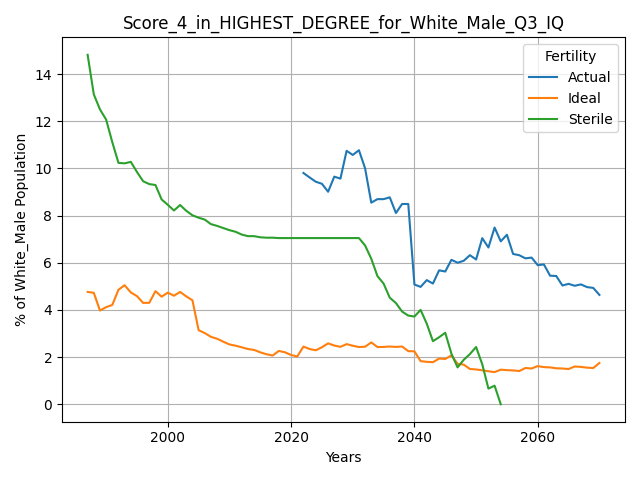 Score_4_in_HIGHEST_DEGREE_for_White_Male_Q3_IQ
Fertility
Actual
Ideal
Sterile
% of White_Male Population
14
12
10
8
6
4
2
0
2000
2020
2040
2060
Years